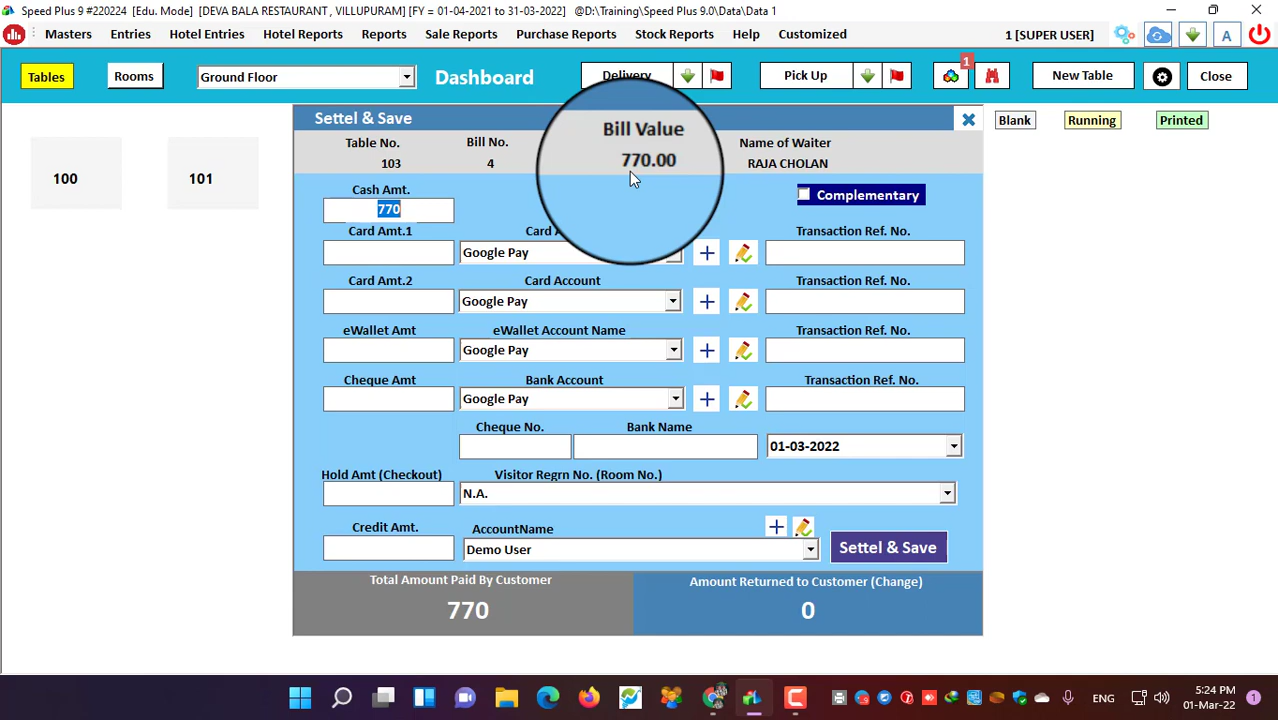 Speed Plus 9 #220224 [Edu. Mode] [DEVA BALA RESTAURANT , VILLUPURAM] [FY = 01-04-2021 to 31-03-2022] @D:\Training\Speed Plus 9.0\Data\Data 1
Masters Entries Hotel Entries Hotel Reports Reports Sale Reports Purchase Reports Stock Reports Help Customized 1 [SUPER USER] A
Tables Rooms Ground Floor Dashboard Delivery Pick Up 1 New Table Close
Settel & Save
Blank Running Printed
100 101
Table No. Bill No. Bill Value Name of Waiter
103 4 770.00 RAJA CHOLAN
Cash Amt. Complementary
770
Card Amt.1 Transaction Ref. No.
Google Pay
Card Amt.2 Card Account Transaction Ref. No.
Google Pay
eWallet Amt eWallet Account Name Transaction Ref. No.
Google Pay
Cheque Amt Bank Account Transaction Ref. No.
Google Pay
Cheque No. Bank Name
01-03-2022
Hold Amt (Checkout) Visitor Regrn No. (Room No.)
N.A.
Credit Amt. AccountName
Demo User Settel & Save
Total Amount Paid By Customer Amount Returned to Customer (Change)
770 0
ENG 5:24 PM
01-Mar-22 1